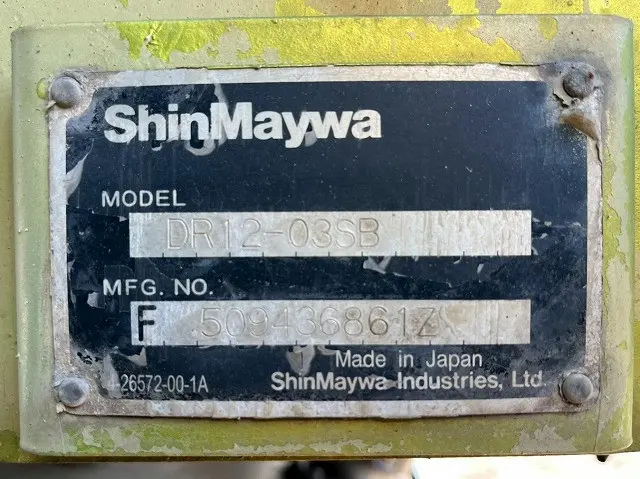 ShinMaywa
MODEL
DR12-03SB
MFG. NO.
F 509436861Z
Made in Japan
26572-00-1A ShinMaywa Industries, Ltd.